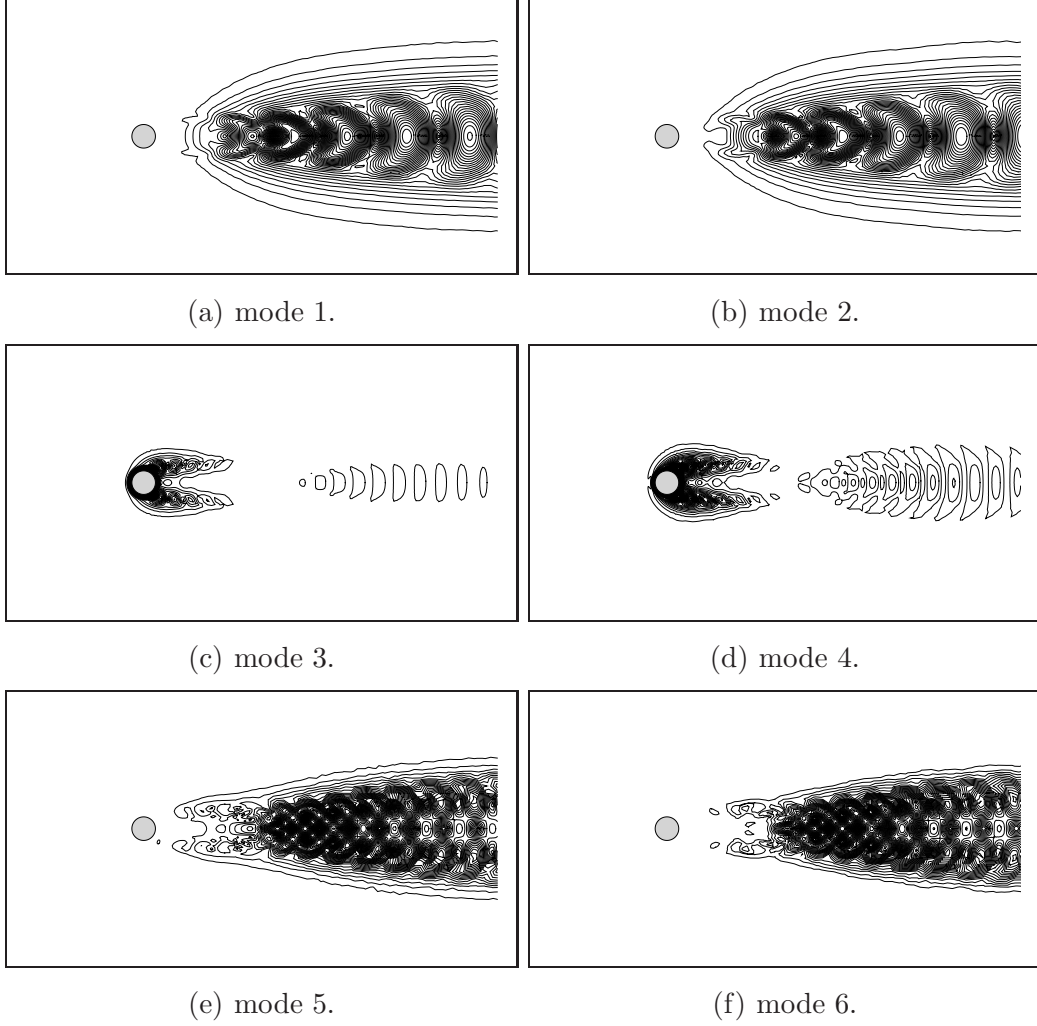 (a) mode 1.
(b) mode 2.
(c) mode 3.
(d) mode 4.
(e) mode 5.
(f) mode 6.